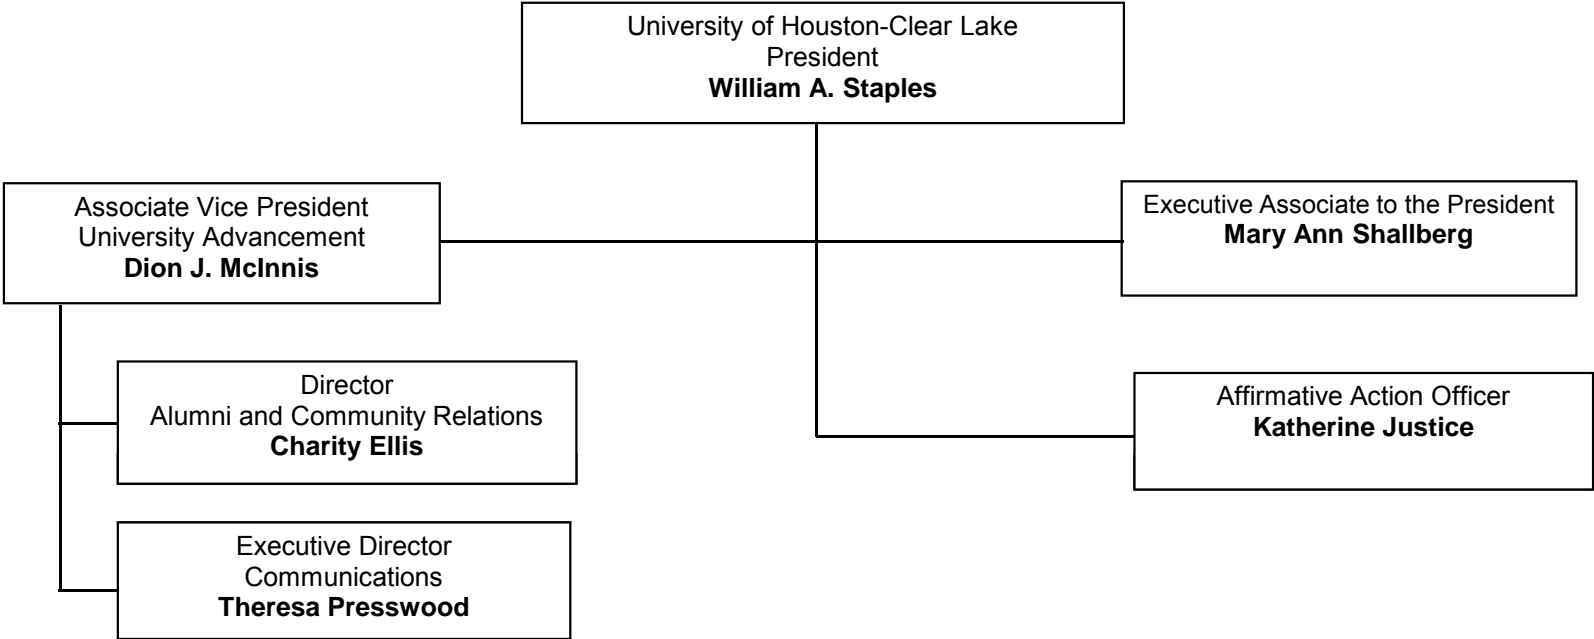 University of Houston-Clear Lake
President
William A. Staples
Associate Vice President
University Advancement
Dion J. McInnis
Executive Associate to the President
Mary Ann Shallberg
Director
Alumni and Community Relations
Charity Ellis
Affirmative Action Officer
Katherine Justice
Executive Director
Communications
Theresa Presswood